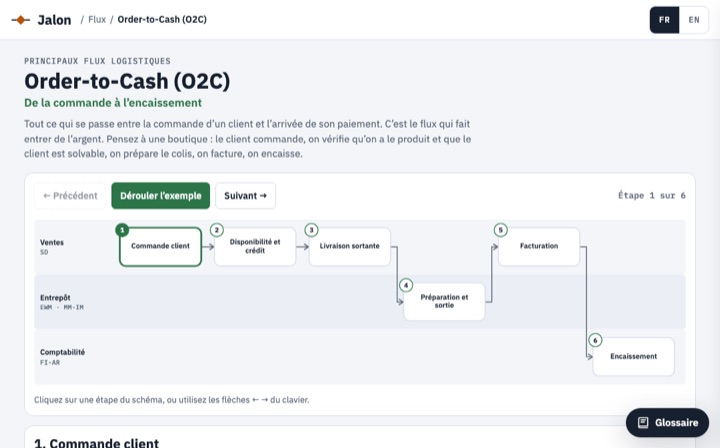 Jalon / Flux / Order-to-Cash (O2C)
FR EN
PRINCIPAUX FLUX LOGISTIQUES
Order-to-Cash (O2C)
De la commande à l’encaissement
Tout ce qui se passe entre la commande d’un client et l’arrivée de son paiement. C’est le flux qui fait
entrer de l’argent. Pensez à une boutique : le client commande, on vérifie qu’on a le produit et que le
client est solvable, on prépare le colis, on facture, on encaisse.
← Précédent
Dérouler l’exemple
Suivant →
Étape 1 sur 6
Ventes
SD
1
Commande client
2
Disponibilité et
crédit
3
Livraison sortante
5
Facturation
Entrepôt
EWM · MM-IM
4
Préparation et
sortie
Comptabilité
FI-AR
6
Encaissement
Cliquez sur une étape du schéma, ou utilisez les flèches ← → du clavier.
Glossaire
1. Commande client